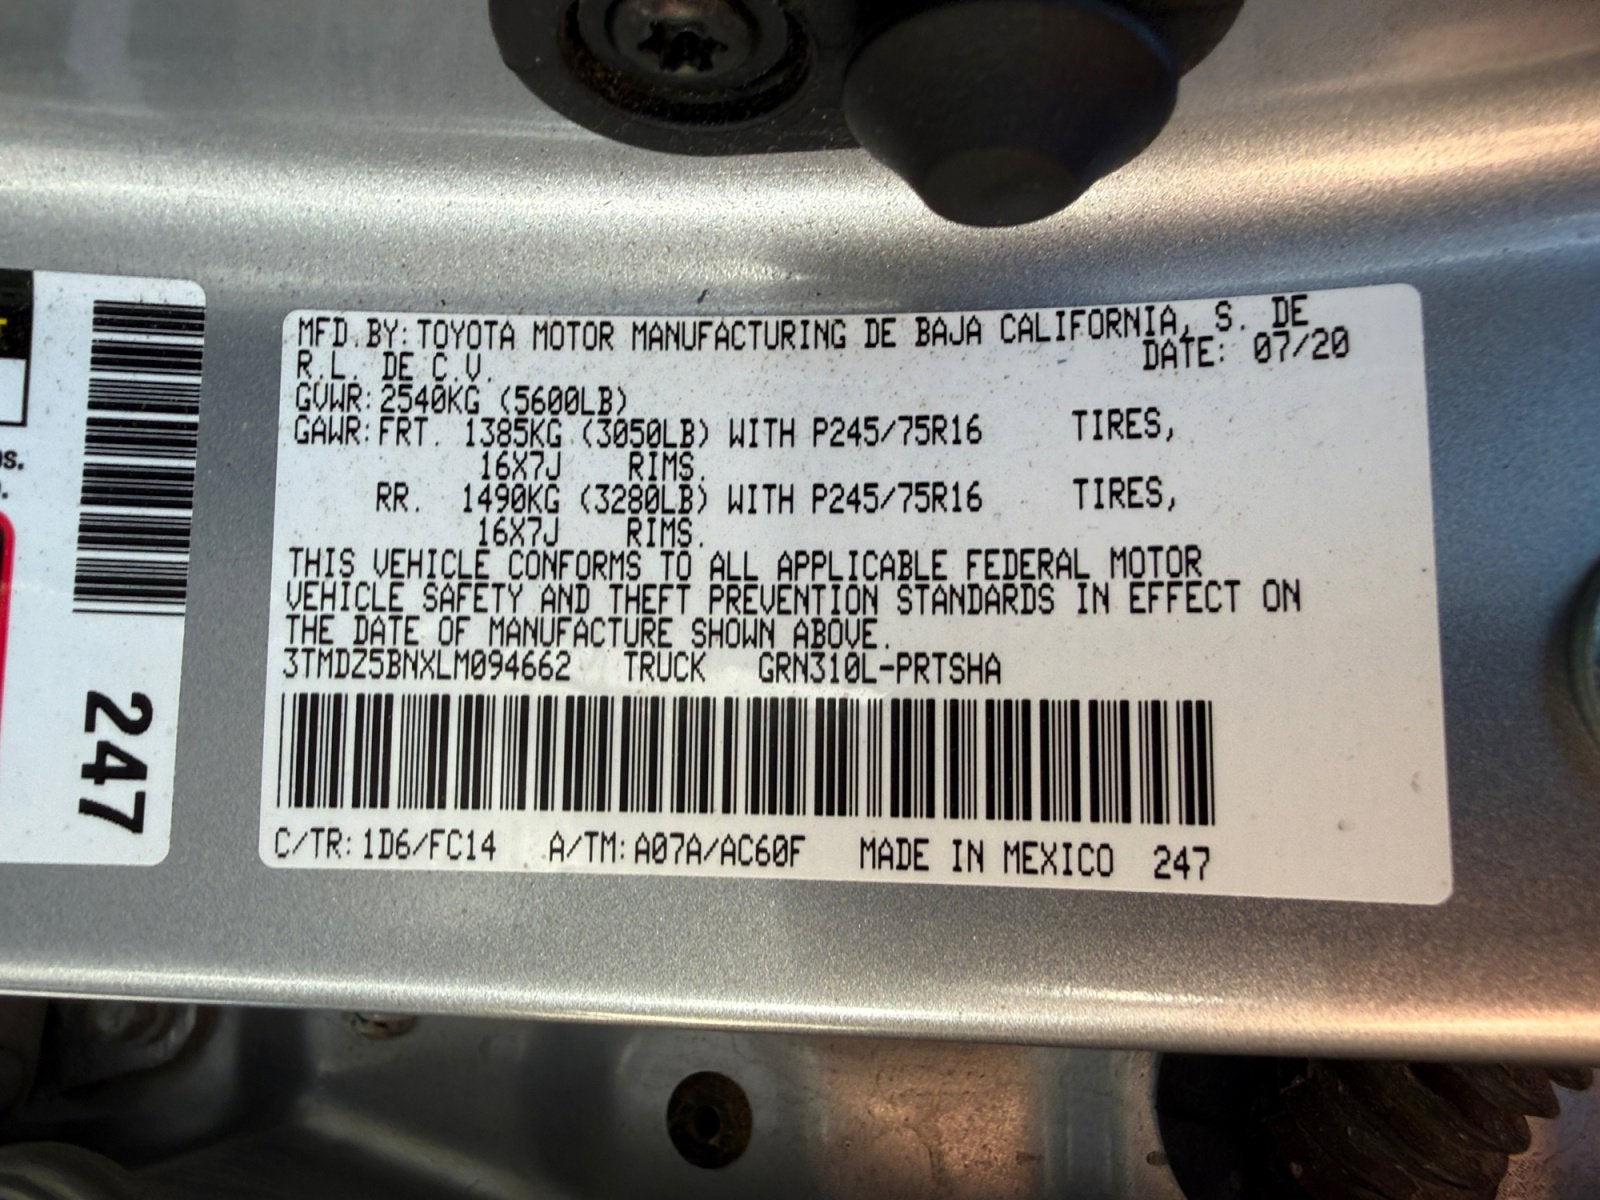 MFD.BY:TOYOTA MOTOR MANUFACTURING DE BAJA CALIFORNIA, S. DE
R.L. DE C.V. DATE: 07/20
GVWR:2540KG (5600LB)
GAWR:FRT. 1385KG (3050LB) WITH P245/75R16 TIRES,
16X7J RIMS.
RR. 1490KG (3280LB) WITH P245/75R16 TIRES,
16X7J RIMS.
THIS VEHICLE CONFORMS TO ALL APPLICABLE FEDERAL MOTOR
VEHICLE SAFETY AND THEFT PREVENTION STANDARDS IN EFFECT ON
THE DATE OF MANUFACTURE SHOWN ABOVE.
3TMDZ5BNXLM094662 TRUCK GRN310L-PRTSHA
C/TR:1D6/FC14 A/TM:A07A/AC60F MADE IN MEXICO 247
247